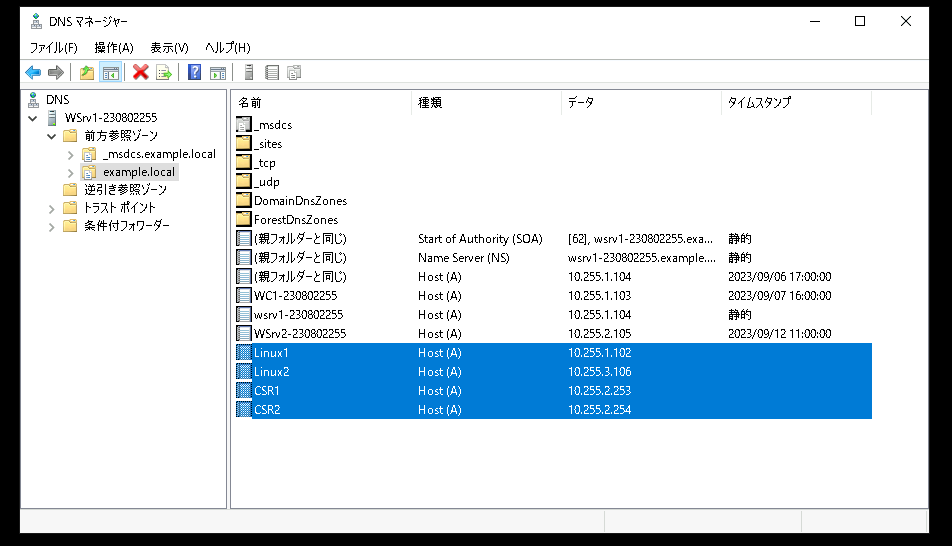 DNS マネージャー
ファイル(F) 操作(A) 表示(V) ヘルプ(H)
DNS
WSrv1-230802255
前方参照ゾーン
_msdcs.example.local
example.local
逆引き参照ゾーン
トラスト ポイント
条件付フォワーダー
名前 種類 データ タイムスタンプ
_msdcs
_sites
_tcp
_udp
DomainDnsZones
ForestDnsZones
(親フォルダーと同じ) Start of Authority (SOA) [62], wsrv1-230802255.exa... 静的
(親フォルダーと同じ) Name Server (NS) wsrv1-230802255.example.... 静的
(親フォルダーと同じ) Host (A) 10.255.1.104 2023/09/06 17:00:00
WC1-230802255 Host (A) 10.255.1.103 2023/09/07 16:00:00
wsrv1-230802255 Host (A) 10.255.1.104 静的
WSrv2-230802255 Host (A) 10.255.2.105 2023/09/12 11:00:00
Linux1 Host (A) 10.255.1.102
Linux2 Host (A) 10.255.3.106
CSR1 Host (A) 10.255.2.253
CSR2 Host (A) 10.255.2.254